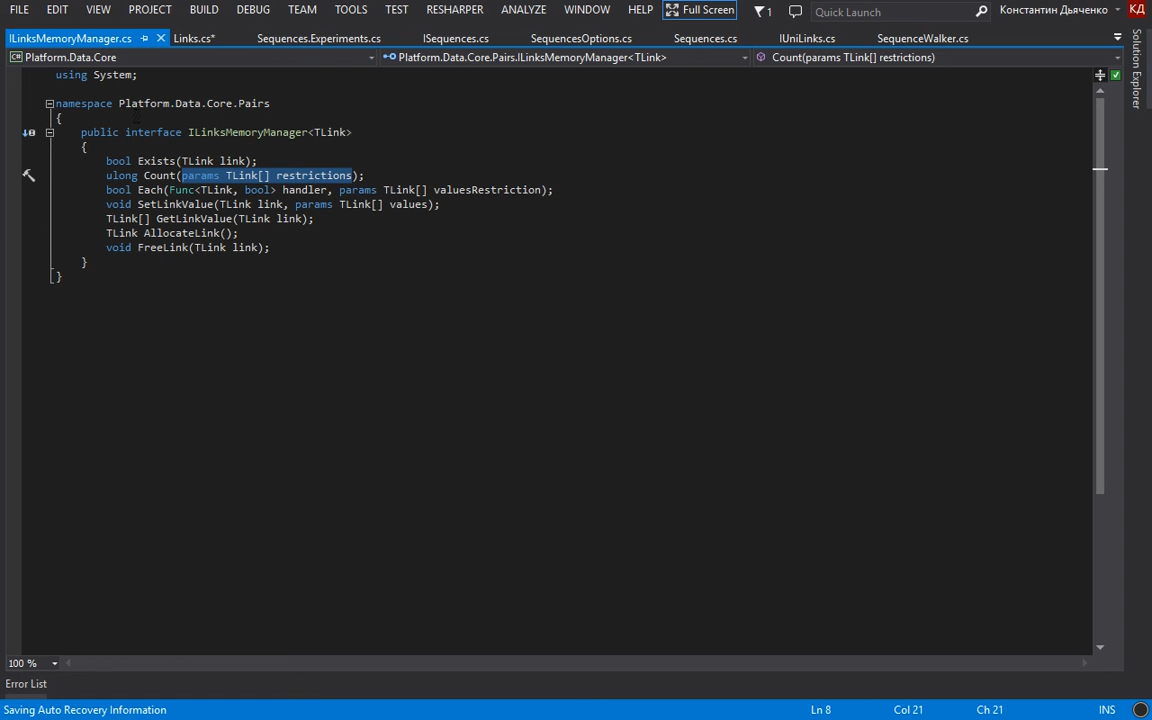 FILE EDIT VIEW PROJECT BUILD DEBUG TEAM TOOLS TEST RESHARPER ANALYZE WINDOW HELP Full Screen 1 Quick Launch Константин Дьяченко КД
ILinksMemoryManager.cs Links.cs* Sequences.Experiments.cs ISequences.cs SequencesOptions.cs Sequences.cs IUniLinks.cs SequenceWalker.cs
C# Platform.Data.Core Platform.Data.Core.Pairs.ILinksMemoryManager<TLink> Count(params TLink[] restrictions)
Solution Explorer
using System;
namespace Platform.Data.Core.Pairs
{
public interface ILinksMemoryManager<TLink>
{
bool Exists(TLink link);
ulong Count(params TLink[] restrictions);
bool Each(Func<TLink, bool> handler, params TLink[] valuesRestriction);
void SetLinkValue(TLink link, params TLink[] values);
TLink[] GetLinkValue(TLink link);
TLink AllocateLink();
void FreeLink(TLink link);
}
}
100 %
Error List
Saving Auto Recovery Information Ln 8 Col 21 Ch 21 INS